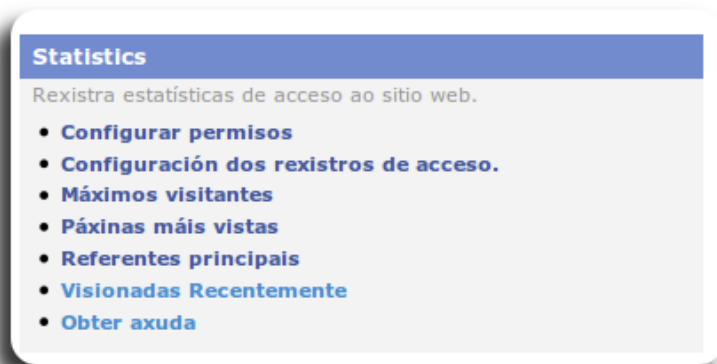 Statistics
Rexistra estatísticas de acceso ao sitio web.
Configurar permisos
Configuración dos rexistros de acceso.
Máximos visitantes
Páxinas máis vistas
Referentes principais
Visionadas Recentemente
Obter axuda